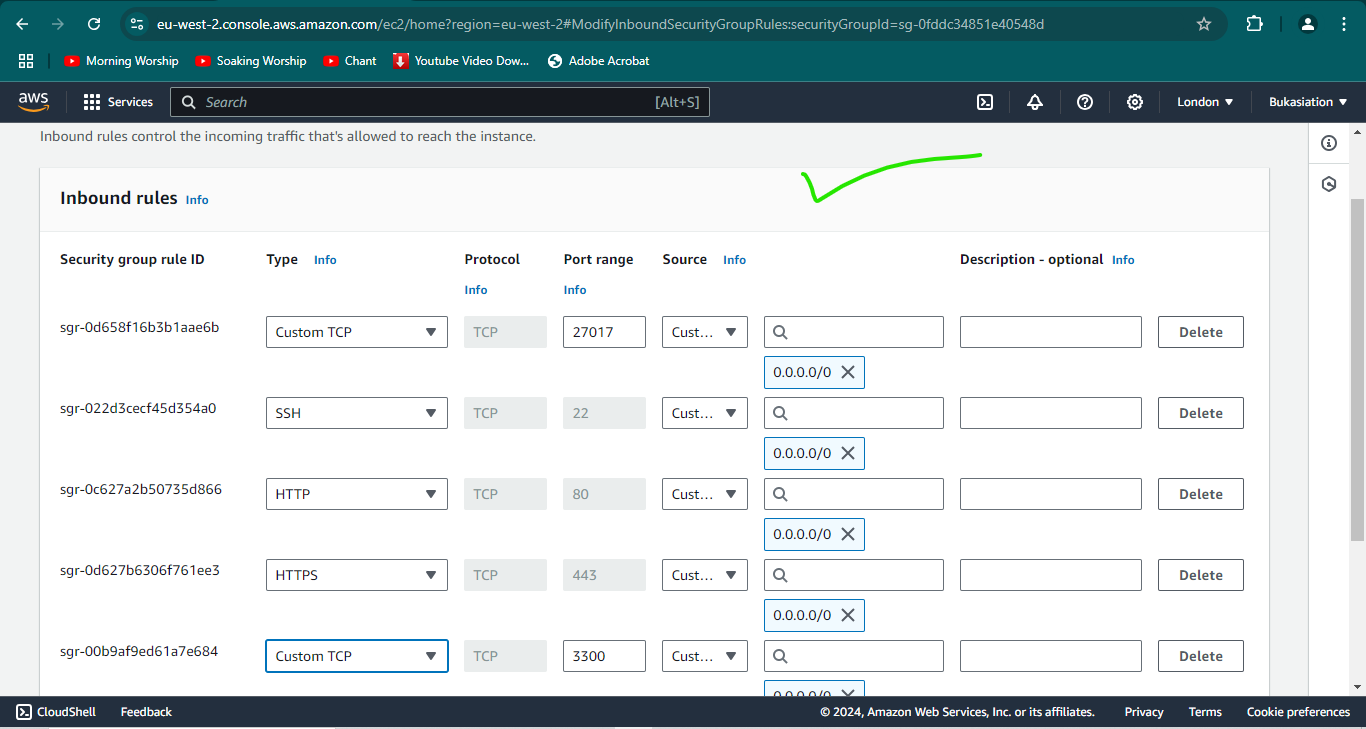 eu-west-2.console.aws.amazon.com/ec2/home?region=eu-west-2#ModifyInboundSecurityGroupRules:securityGroupId=sg-0fddc34851e40548d
Morning Worship Soaking Worship Chant Youtube Video Dow... Adobe Acrobat
aws Services Search [Alt+S] London Bukasiation
Inbound rules control the incoming traffic that's allowed to reach the instance.
Inbound rules Info
Security group rule ID Type Info Protocol Port range Source Info Description - optional Info
Info Info
sgr-0d658f16b3b1aae6b Custom TCP TCP 27017 Cust... Delete
0.0.0.0/0
sgr-022d3cecf45d354a0 SSH TCP 22 Cust... Delete
0.0.0.0/0
sgr-0c627a2b50735d866 HTTP TCP 80 Cust... Delete
0.0.0.0/0
sgr-0d627b6306f761ee3 HTTPS TCP 443 Cust... Delete
0.0.0.0/0
sgr-00b9af9ed61a7e684 Custom TCP TCP 3300 Cust... Delete
0.0.0.0/0
CloudShell Feedback © 2024, Amazon Web Services, Inc. or its affiliates. Privacy Terms Cookie preferences